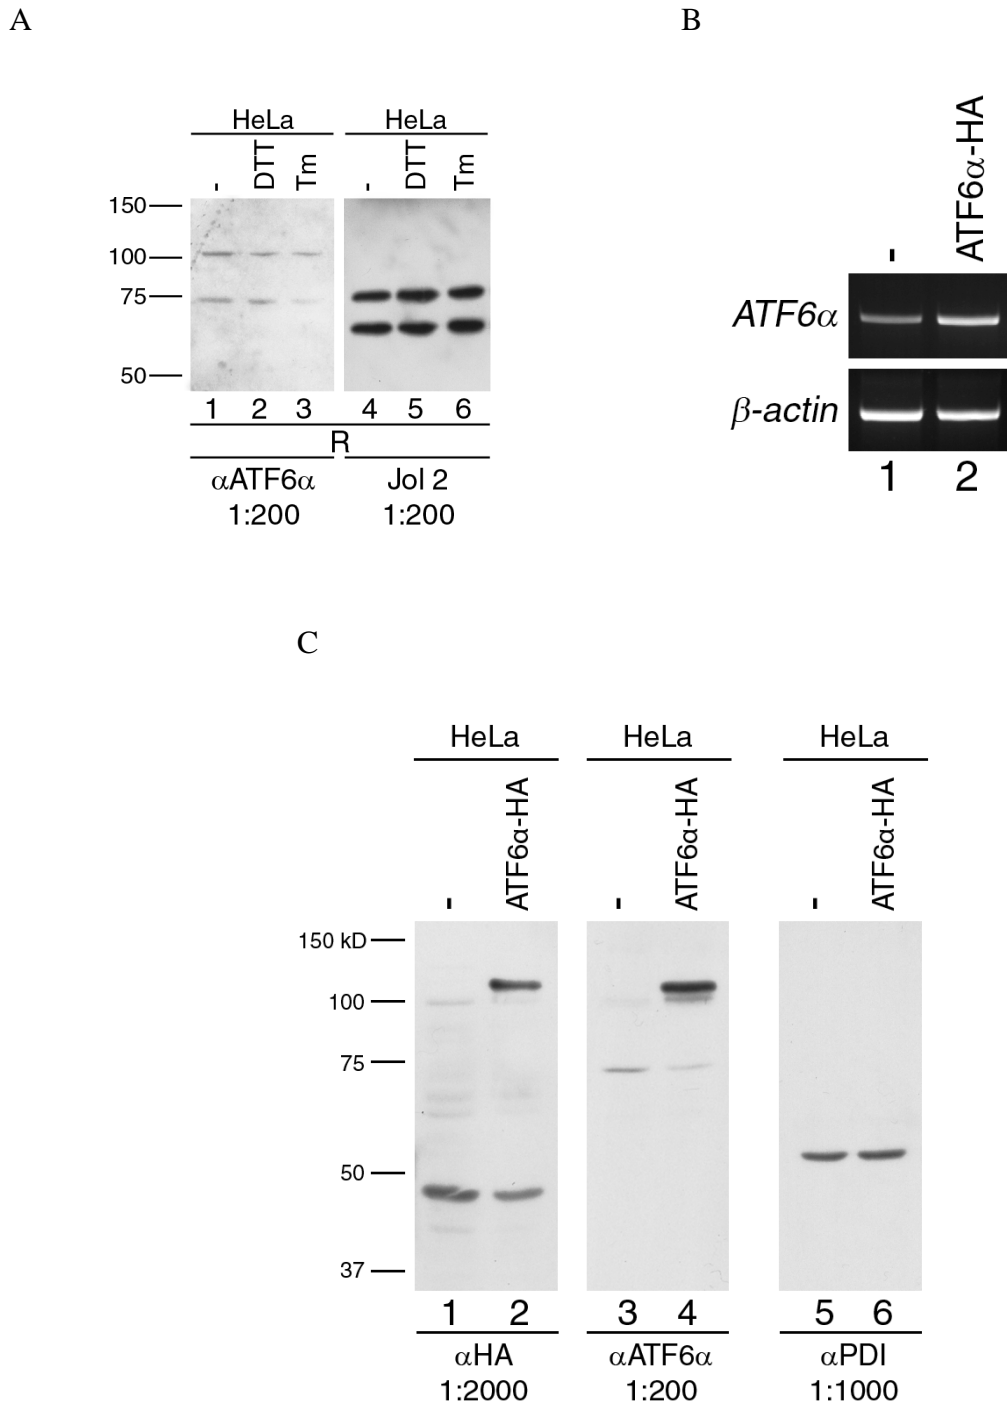 A
B
HeLa
HeLa
-
DTT
Tm
-
DTT
Tm
150
100
75
50
1 2 3
4 5 6
R
αATF6α
1:200
Jol 2
1:200
-
ATF6α-HA
ATF6α
β-actin
1 2
C
HeLa
HeLa
HeLa
-
ATF6α-HA
-
ATF6α-HA
-
ATF6α-HA
150 kD
100
75
50
37
1 2
3 4
5 6
αHA
1:2000
αATF6α
1:200
αPDI
1:1000